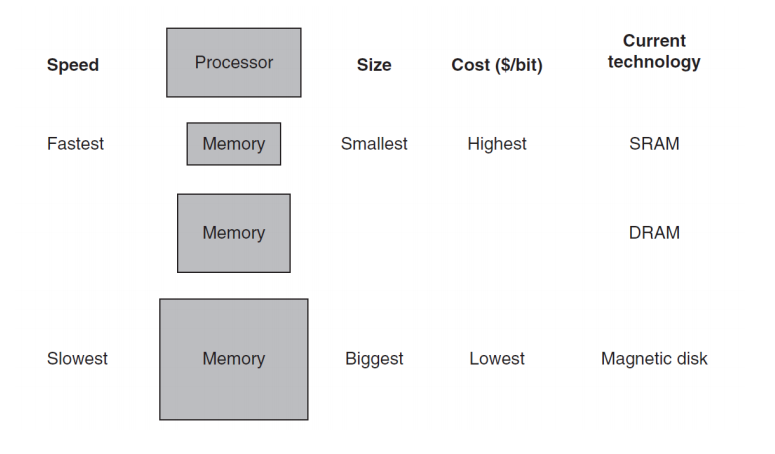 Speed Processor Size Cost ($/bit) Current technology
Fastest Memory Smallest Highest SRAM
Memory DRAM
Slowest Memory Biggest Lowest Magnetic disk